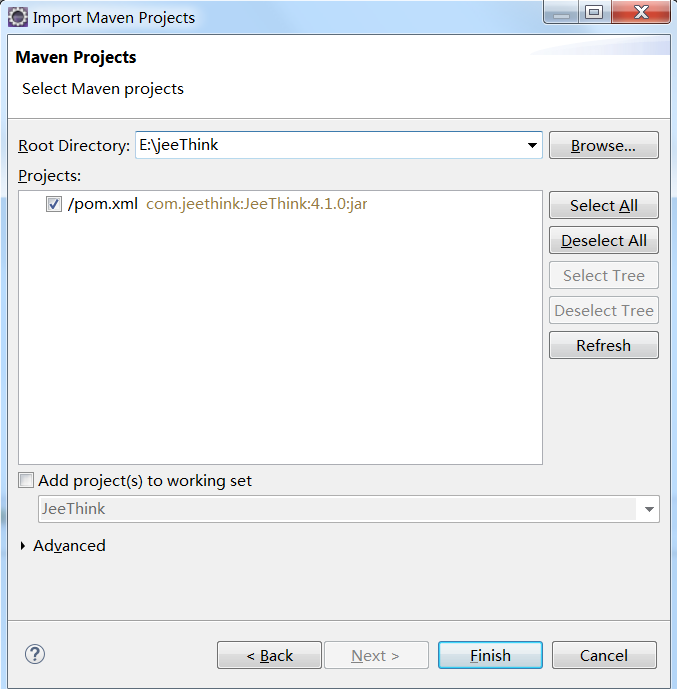 Import Maven Projects
Maven Projects
Select Maven projects
Root Directory: E:\jeeThink Browse...
Projects:
/pom.xml com.jeethink:JeeThink:4.1.0:jar
Select All
Deselect All
Select Tree
Deselect Tree
Refresh
Add project(s) to working set
JeeThink
Advanced
? < Back Next > Finish Cancel